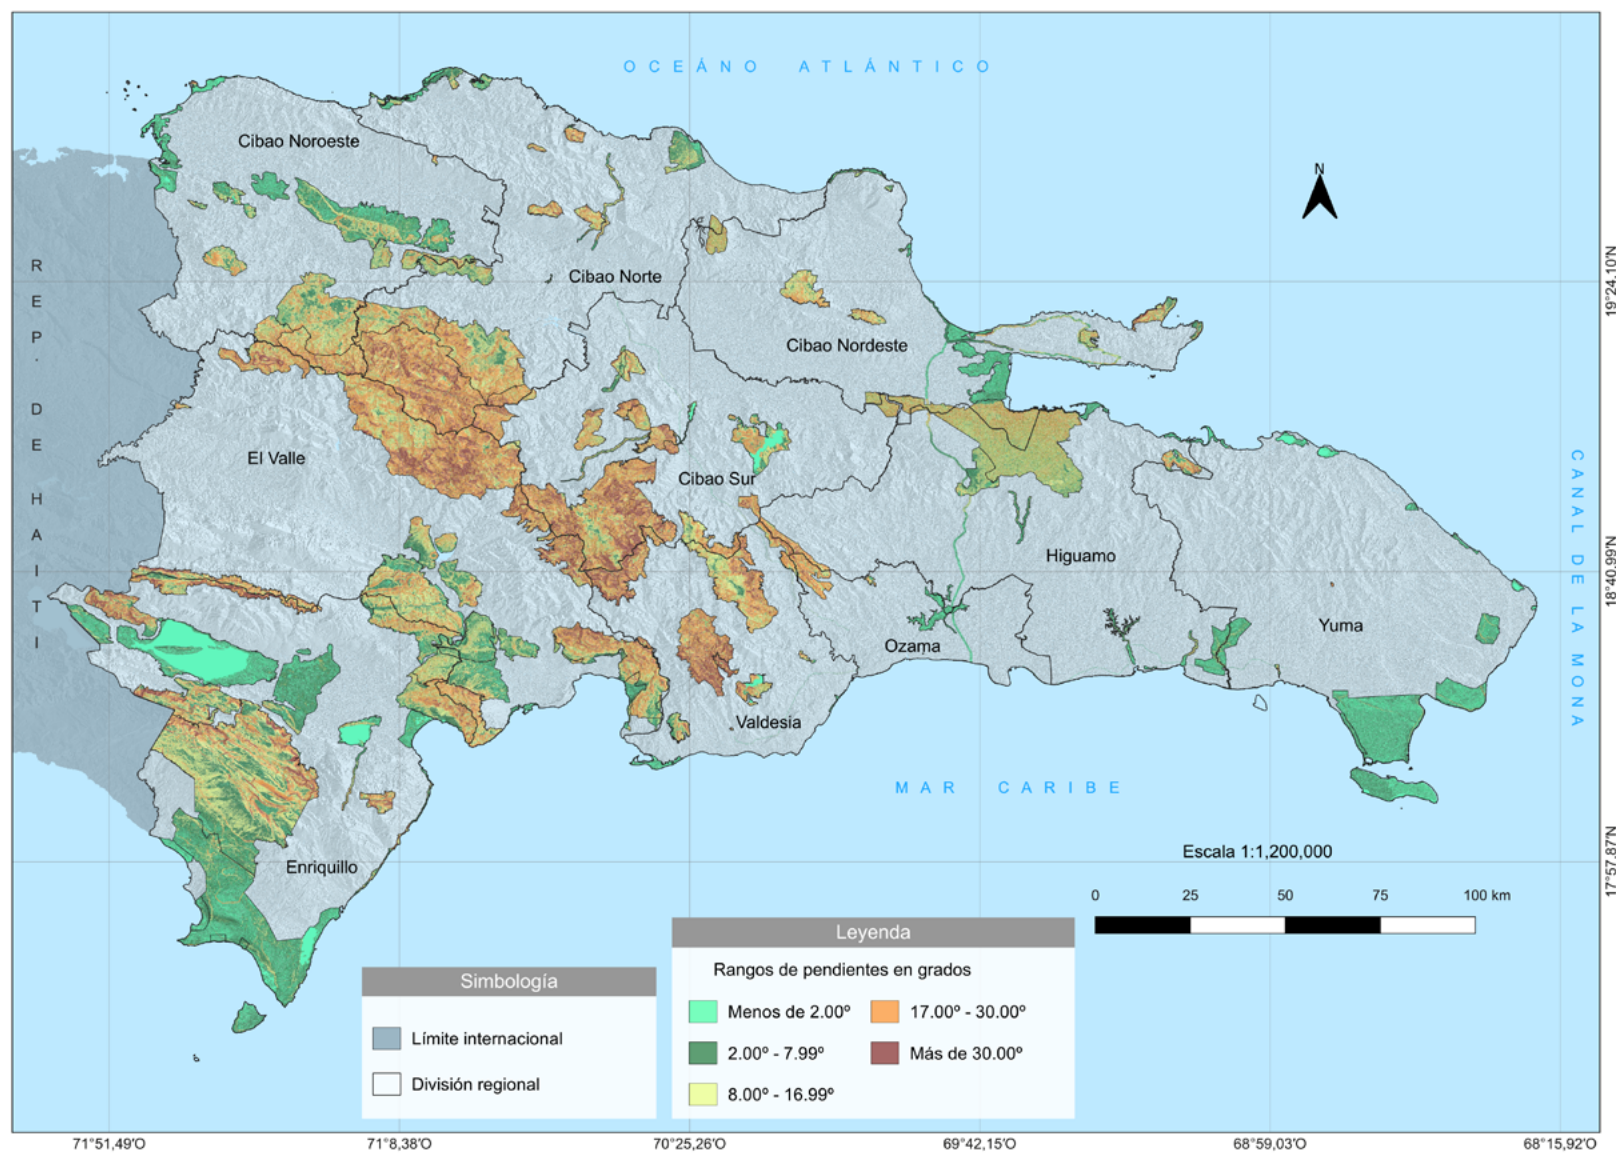 OCEÁNO ATLÁNTICO
Cibao Noroeste
N
REP. DE HAITI
Cibao Norte
19°24.10'N
Cibao Nordeste
El Valle
Cibao Sur
CANAL DE LA MONA
Higuamo
18°40.99'N
Yuma
Ozama
Valdesia
MAR CARIBE
Escala 1:1,200,000
17°57.87'N
Enriquillo
0 25 50 75 100 km
Leyenda
Rangos de pendientes en grados
Menos de 2.00º
17.00º - 30.00º
2.00º - 7.99º
Más de 30.00º
8.00º - 16.99º
Simbología
Límite internacional
División regional
71°51,49'O 71°8,38'O 70°25,26'O 69°42,15'O 68°59,03'O 68°15,92'O